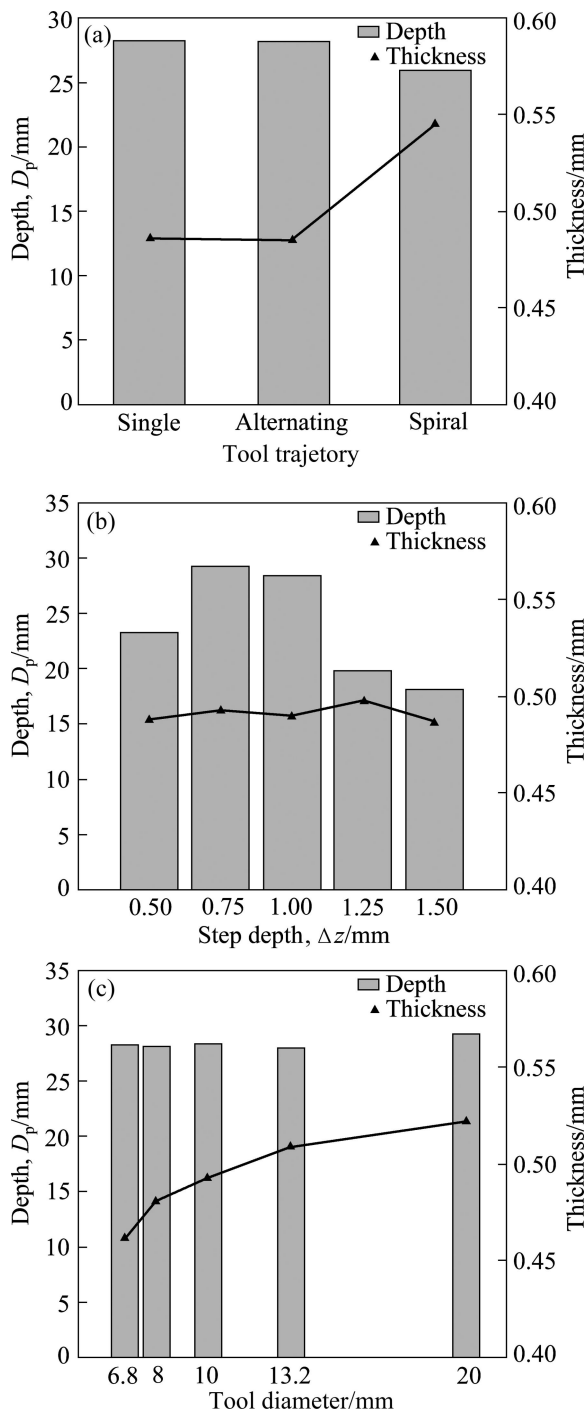 (a)
Depth
Thickness
30
25
20
15
10
5
0
Depth, Dp/mm
0.60
0.55
0.50
0.45
0.40
Thickness/mm
Single Alternating Spiral
Tool trajetory
(b)
Depth
Thickness
35
30
25
20
15
10
5
0
Depth, Dp/mm
0.60
0.55
0.50
0.45
0.40
Thickness/mm
0.50 0.75 1.00 1.25 1.50
Step depth, Δz/mm
(c)
Depth
Thickness
35
30
25
20
15
10
5
0
Depth, Dp/mm
0.60
0.55
0.50
0.45
0.40
Thickness/mm
6.8 8 10 13.2 20
Tool diameter/mm